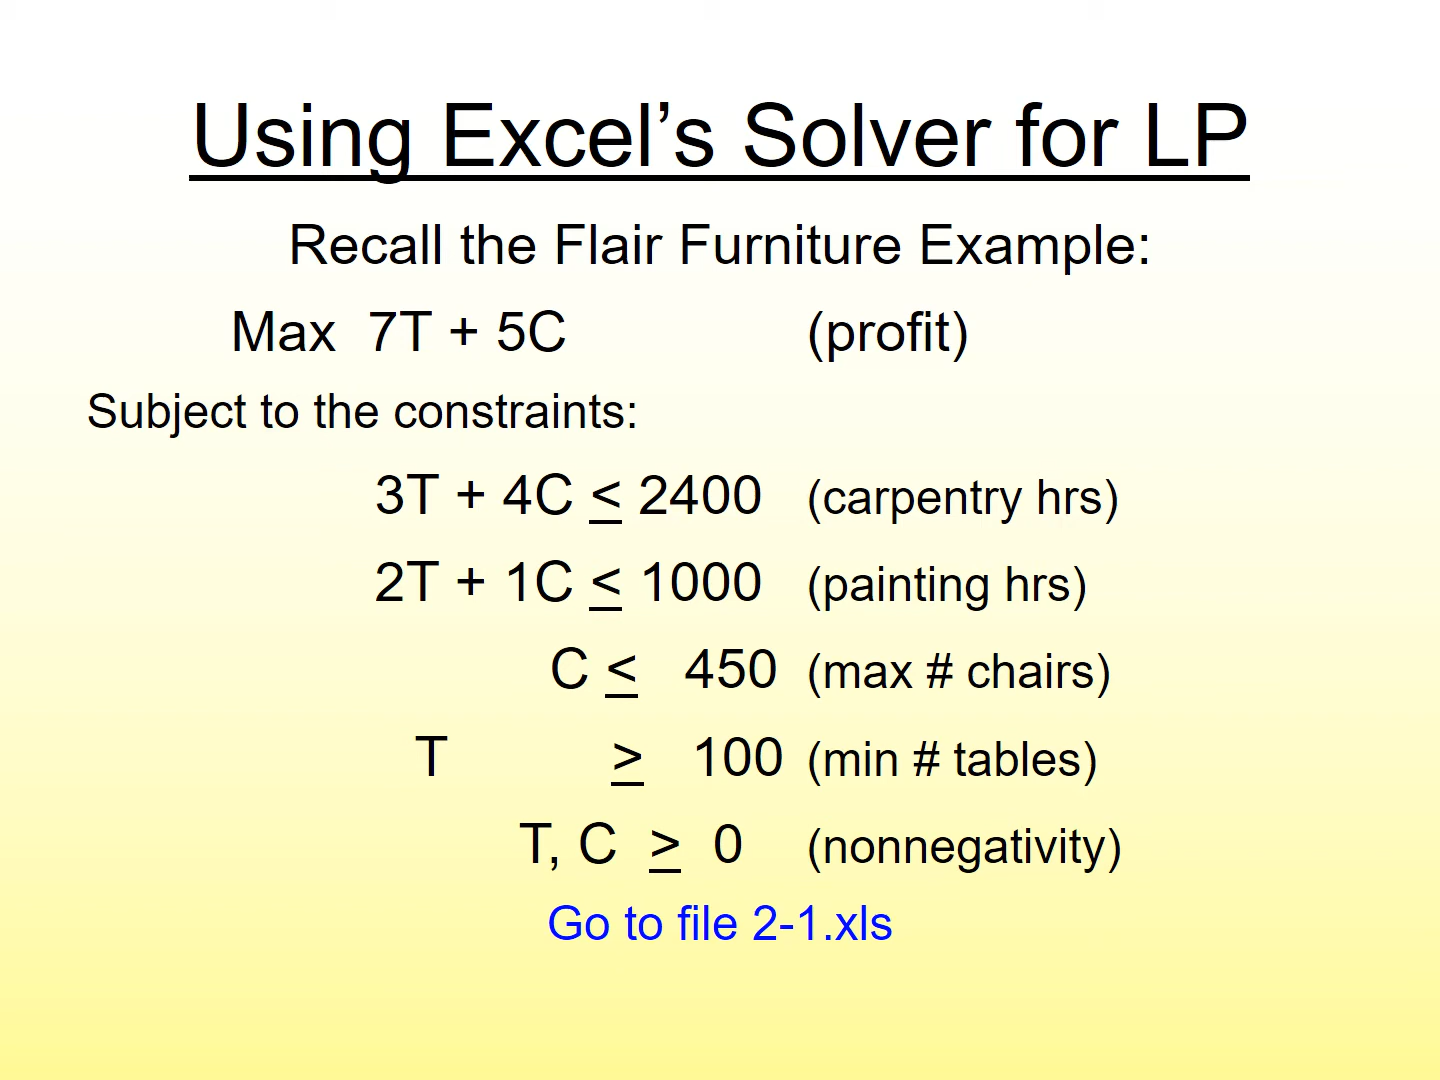 Using Excel’s Solver for LP
Recall the Flair Furniture Example:
Max 7T + 5C (profit)
Subject to the constraints:
3T + 4C ≤ 2400 (carpentry hrs)
2T + 1C ≤ 1000 (painting hrs)
C ≤ 450 (max # chairs)
T ≥ 100 (min # tables)
T, C ≥ 0 (nonnegativity)
Go to file 2-1.xls